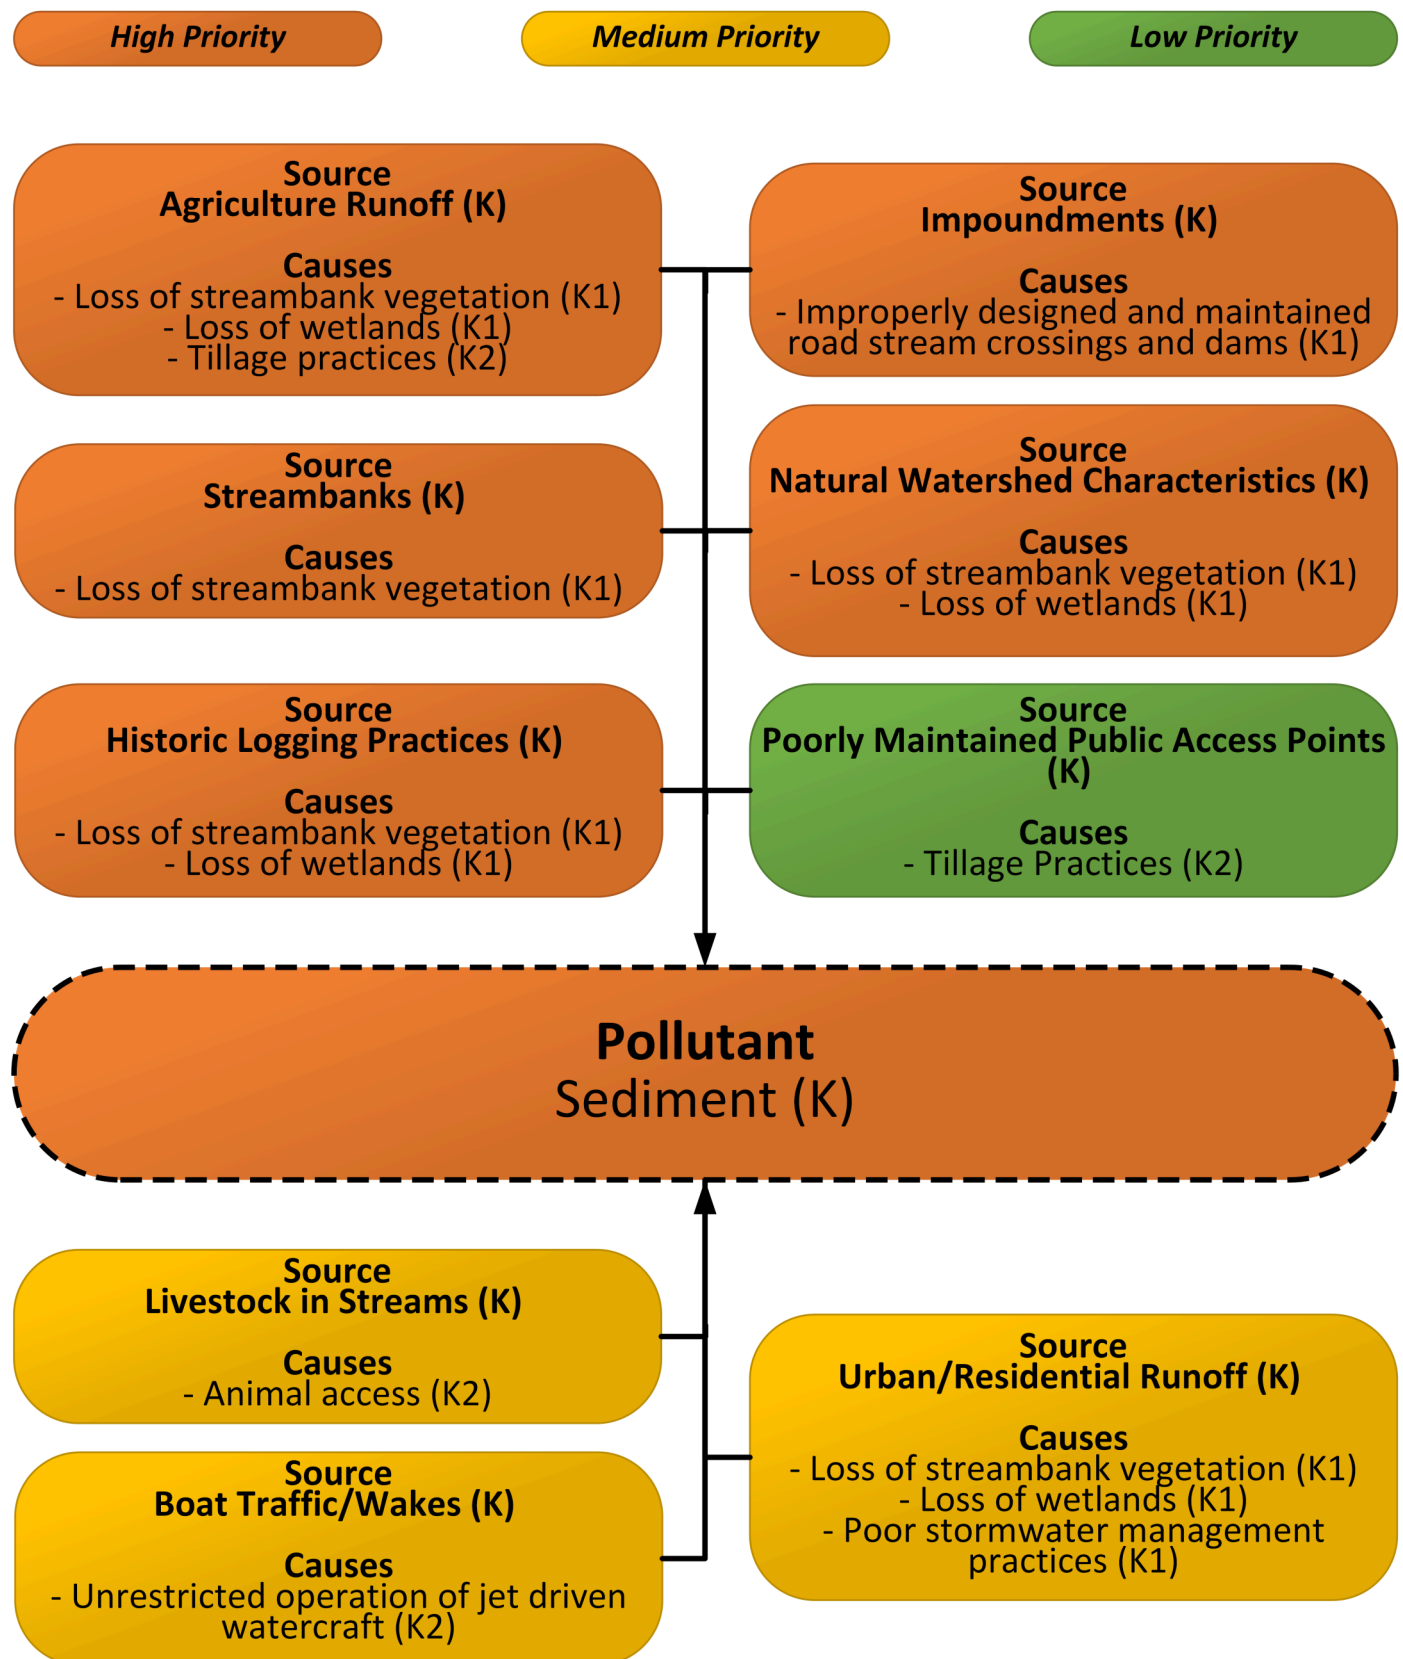 High Priority
Medium Priority
Low Priority
Source
Agriculture Runoff (K)
Causes
- Loss of streambank vegetation (K1)
- Loss of wetlands (K1)
- Tillage practices (K2)
Source
Impoundments (K)
Causes
- Improperly designed and maintained
road stream crossings and dams (K1)
Source
Streambanks (K)
Causes
- Loss of streambank vegetation (K1)
Source
Natural Watershed Characteristics (K)
Causes
- Loss of streambank vegetation (K1)
- Loss of wetlands (K1)
Source
Historic Logging Practices (K)
Causes
- Loss of streambank vegetation (K1)
- Loss of wetlands (K1)
Source
Poorly Maintained Public Access Points
(K)
Causes
- Tillage Practices (K2)
Pollutant
Sediment (K)
Source
Livestock in Streams (K)
Causes
- Animal access (K2)
Source
Urban/Residential Runoff (K)
Causes
- Loss of streambank vegetation (K1)
- Loss of wetlands (K1)
- Poor stormwater management
practices (K1)
Source
Boat Traffic/Wakes (K)
Causes
- Unrestricted operation of jet driven
watercraft (K2)